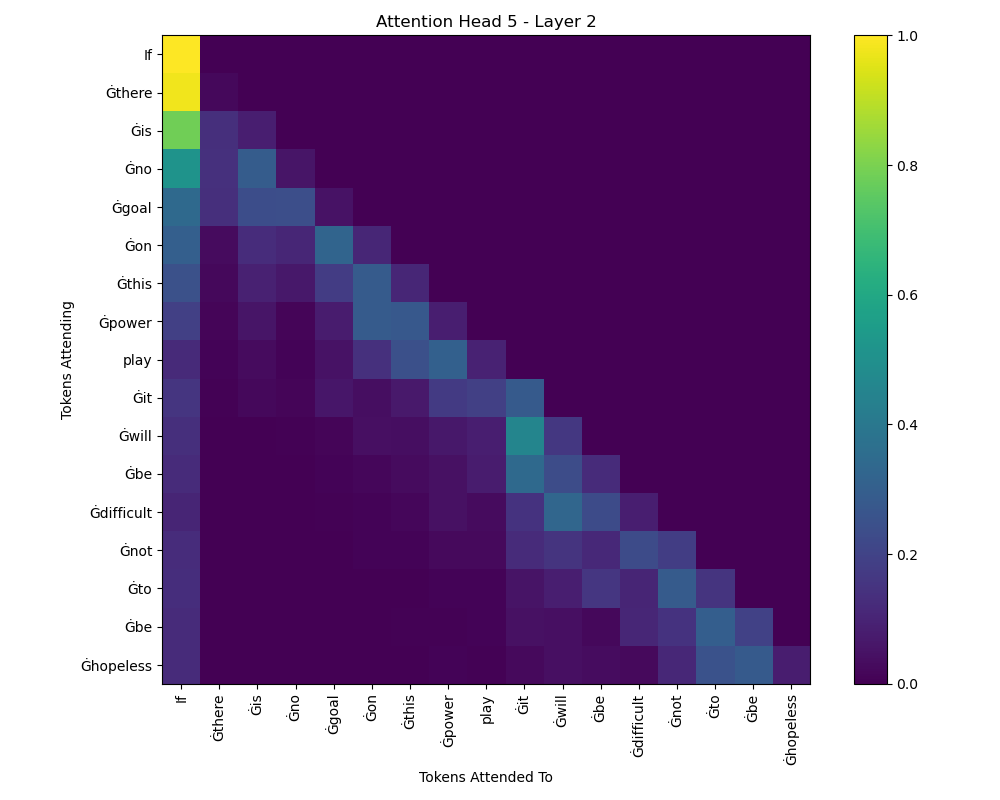 Attention Head 5 - Layer 2
If
Ġthere
Ġis
Ġno
Ġgoal
Ġon
Ġthis
Ġpower
play
Ġit
Ġwill
Ġbe
Ġdifficult
Ġnot
Ġto
Ġbe
Ġhopeless
Tokens Attending
If
Ġthere
Ġis
Ġno
Ġgoal
Ġon
Ġthis
Ġpower
play
Ġit
Ġwill
Ġbe
Ġdifficult
Ġnot
Ġto
Ġbe
Ġhopeless
Tokens Attended To
1.0
0.8
0.6
0.4
0.2
0.0